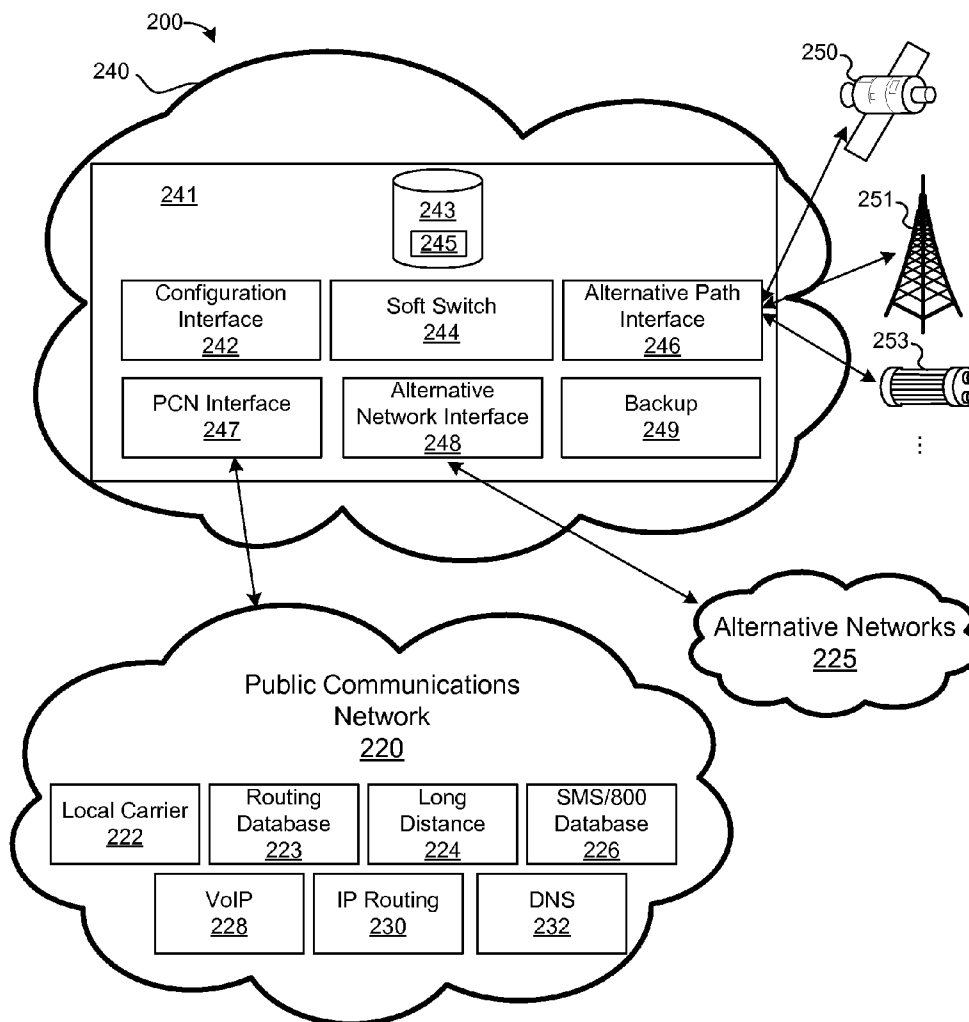 200
240
250
241
243
245
251
Configuration
Interface
242
Soft Switch
244
Alternative Path
Interface
246
253
PCN Interface
247
Alternative
Network Interface
248
Backup
249
...
Alternative Networks
225
Public Communications
Network
220
Local Carrier
222
Routing
Database
223
Long
Distance
224
SMS/800
Database
226
VoIP
228
IP Routing
230
DNS
232